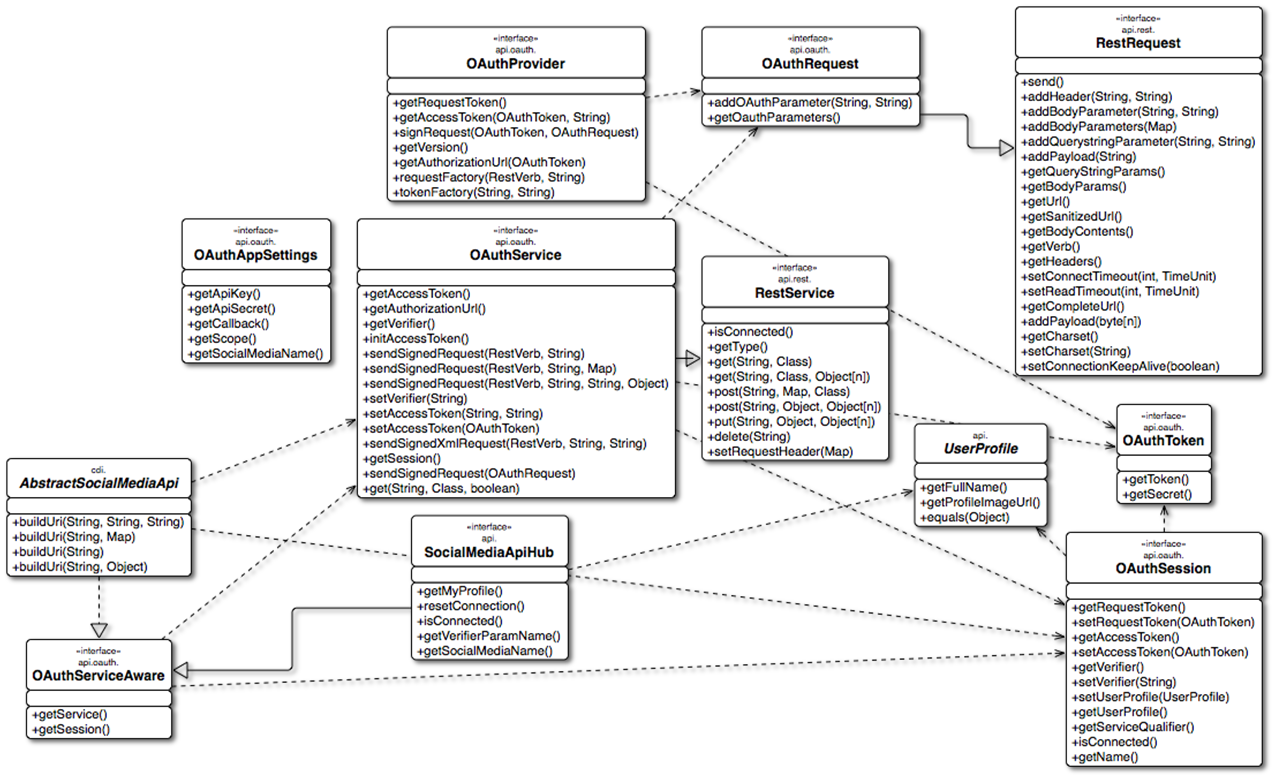 «interface»
api.oauth.
OAuthProvider
+getRequestToken()
+getAccessToken(OAuthToken, String)
+signRequest(OAuthToken, OAuthRequest)
+getVersion()
+getAuthorizationUrl(OAuthToken)
+requestFactory(RestVerb, String)
+tokenFactory(String, String)
«interface»
api.oauth.
OAuthRequest
+addOAuthParameter(String, String)
+getOauthParameters()
«interface»
api.rest.
RestRequest
+send()
+addHeader(String, String)
+addBodyParameter(String, String)
+addBodyParameters(Map)
+addQuerystringParameter(String, String)
+addPayload(String)
+getQueryStringParams()
+getBodyParams()
+getUrl()
+getSanitizedUrl()
+getBodyContents()
+getVerb()
+getHeaders()
+setConnectTimeout(int, TimeUnit)
+setReadTimeout(int, TimeUnit)
+getCompleteUrl()
+addPayload(byte[n])
+getCharset()
+setCharset(String)
+setConnectionKeepAlive(boolean)
«interface»
api.oauth.
OAuthAppSettings
+getApiKey()
+getApiSecret()
+getCallback()
+getScope()
+getSocialMediaName()
«interface»
api.oauth.
OAuthService
+getAccessToken()
+getAuthorizationUrl()
+getVerifier()
+initAccessToken()
+sendSignedRequest(RestVerb, String)
+sendSignedRequest(RestVerb, String, Map)
+sendSignedRequest(RestVerb, String, String, Object)
+setVerifier(String)
+setAccessToken(String, String)
+setAccessToken(OAuthToken)
+sendSignedXmlRequest(RestVerb, String, String)
+getSession()
+sendSignedRequest(OAuthRequest)
+get(String, Class, boolean)
«interface»
api.rest.
RestService
+isConnected()
+getType()
+get(String, Class)
+get(String, Class, Object[n])
+post(String, Map, Class)
+post(String, Object, Object[n])
+put(String, Object, Object[n])
+delete(String)
+setRequestHeader(Map)
«interface»
api.oauth.
OAuthToken
+getToken()
+getSecret()
api.
UserProfile
+getFullName()
+getProfileImageUrl()
+equals(Object)
cdi.
AbstractSocialMediaApi
+buildUri(String, String, String)
+buildUri(String, Map)
+buildUri(String)
+buildUri(String, Object)
«interface»
api.
SocialMediaApiHub
+getMyProfile()
+resetConnection()
+isConnected()
+getVerifierParamName()
+getSocialMediaName()
«interface»
api.oauth.
OAuthSession
+getRequestToken()
+setRequestToken(OAuthToken)
+getAccessToken()
+setAccessToken(OAuthToken)
+getVerifier()
+setVerifier(String)
+setUserProfile(UserProfile)
+getUserProfile()
+getServiceQualifier()
+isConnected()
+getName()
«interface»
api.oauth.
OAuthServiceAware
+getService()
+getSession()